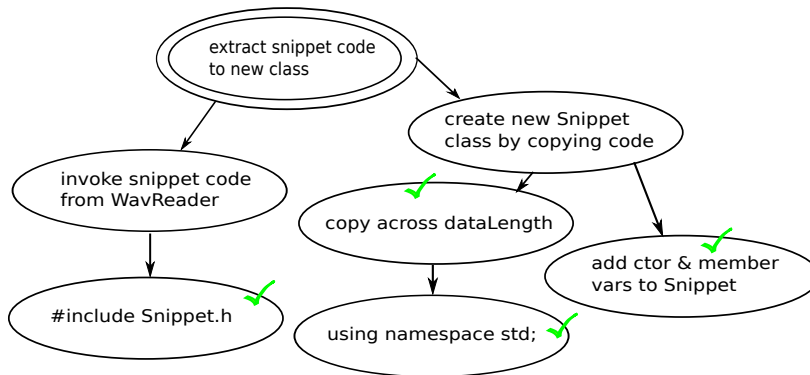 extract snippet code
to new class
create new Snippet
class by copying code
invoke snippet code
from WavReader
copy across dataLength
add ctor & member
vars to Snippet
#include Snippet.h
using namespace std;